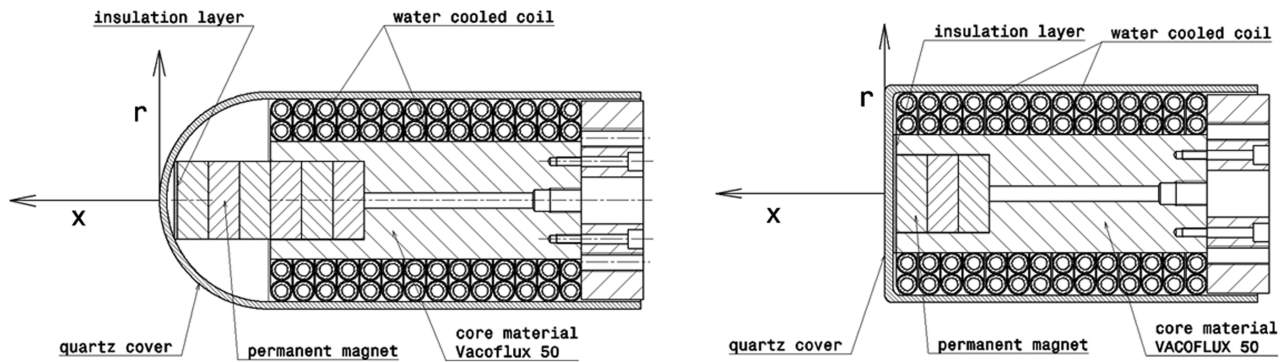 insulation layer
water cooled coil
r
x
quartz cover
permanent magnet
core material
Vacoflux 50
insulation layer
water cooled coil
r
x
quartz cover
permanent magnet
core material
Vacoflux 50